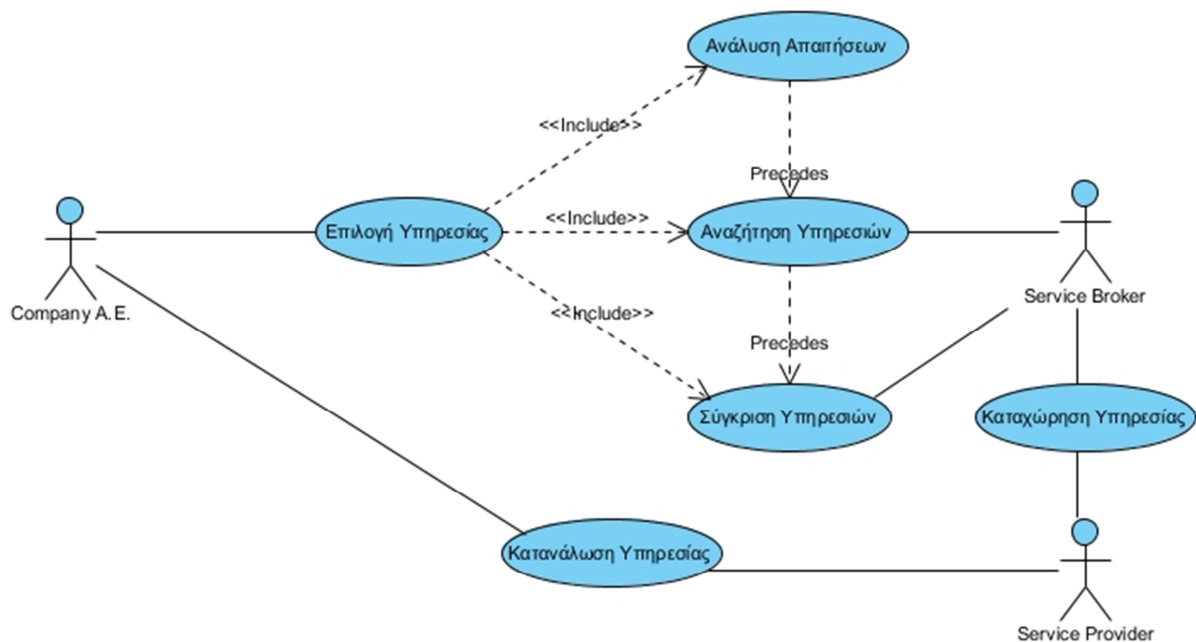 Ανάλυση Απαιτήσεων
<<Include>>
Precedes
<<Include>>
Επιλογή Υπηρεσίας
Αναζήτηση Υπηρεσιών
Company A.E.
Service Broker
<<Include>>
Precedes
Σύγκριση Υπηρεσιών
Καταχώρηση Υπηρεσίας
Κατανάλωση Υπηρεσίας
Service Provider